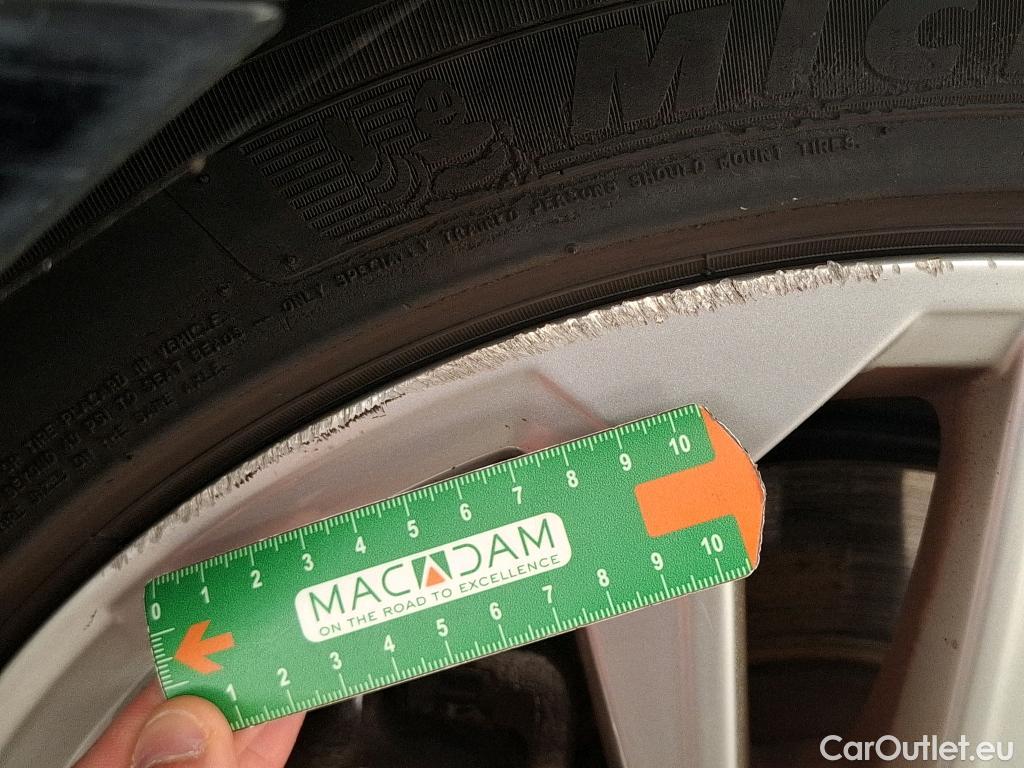 MICHE
ONLY SPECIALLY TRAINED PERSONS SHOULD MOUNT TIRES.
0 1 2 3 4 5 6 7 8 9 10
MACADAM
ON THE ROAD TO EXCELLENCE
1 2 3 4 5 6 7 8 9 10
CarOutlet.eu